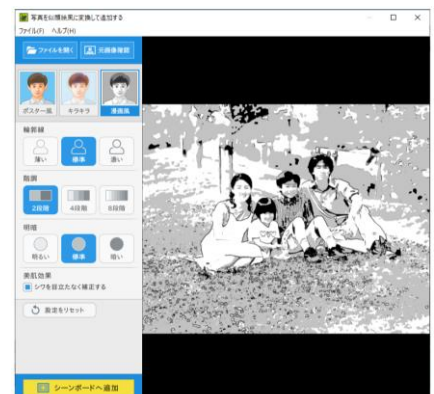 写真を似顔絵風に変換して追加する
ファイル(F) ヘルプ(H)
ファイルを開く 元画像確認
ポスター風 キラキラ 漫画風
輪郭線
薄い 標準 濃い
階調
2段階 4段階 8段階
明暗
明るい 標準 暗い
美肌効果
シワを目立たなく補正する
設定をリセット
シーンボードへ追加